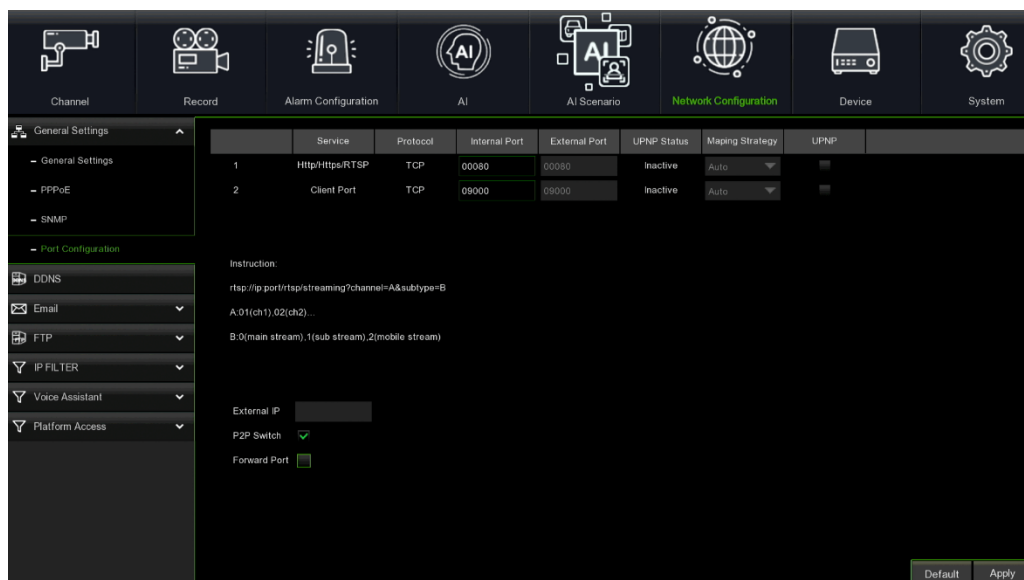 Channel Record Alarm Configuration AI AI Scenario Network Configuration Device System
General Settings
General Settings
PPPoE
SNMP
Port Configuration
DDNS
Email
FTP
IP FILTER
Voice Assistant
Platform Access
Service Protocol Internal Port External Port UPNP Status Maping Strategy UPNP
1 Http/Https/RTSP TCP 00080 00080 Inactive Auto
2 Client Port TCP 09000 09000 Inactive Auto
Instruction:
rtsp://ip:port/rtsp/streaming?channel=A&subtype=B
A:01(ch1),02(ch2)...
B:0(main stream),1(sub stream),2(mobile stream)
External IP
P2P Switch
Forward Port
Default Apply